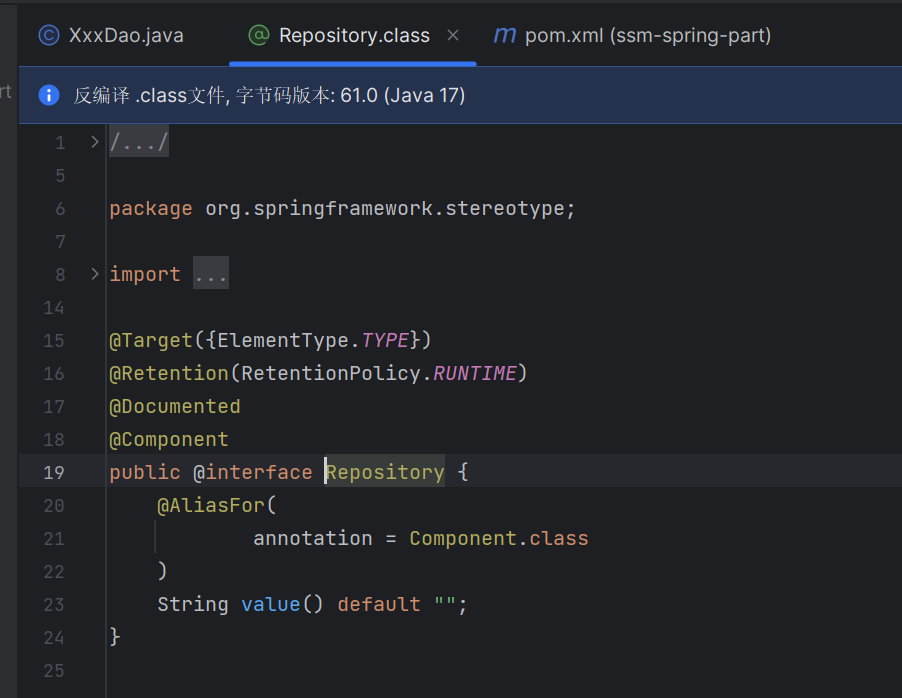 XxxDao.java Repository.class pom.xml (ssm-spring-part)
rt
反编译 .class文件, 字节码版本: 61.0 (Java 17)
1 /.../
5
6 package org.springframework.stereotype;
7
8 import ...
14
15 @Target({ElementType.TYPE})
16 @Retention(RetentionPolicy.RUNTIME)
17 @Documented
18 @Component
19 public @interface Repository {
20 @AliasFor(
21 annotation = Component.class
22 )
23 String value() default "";
24 }
25